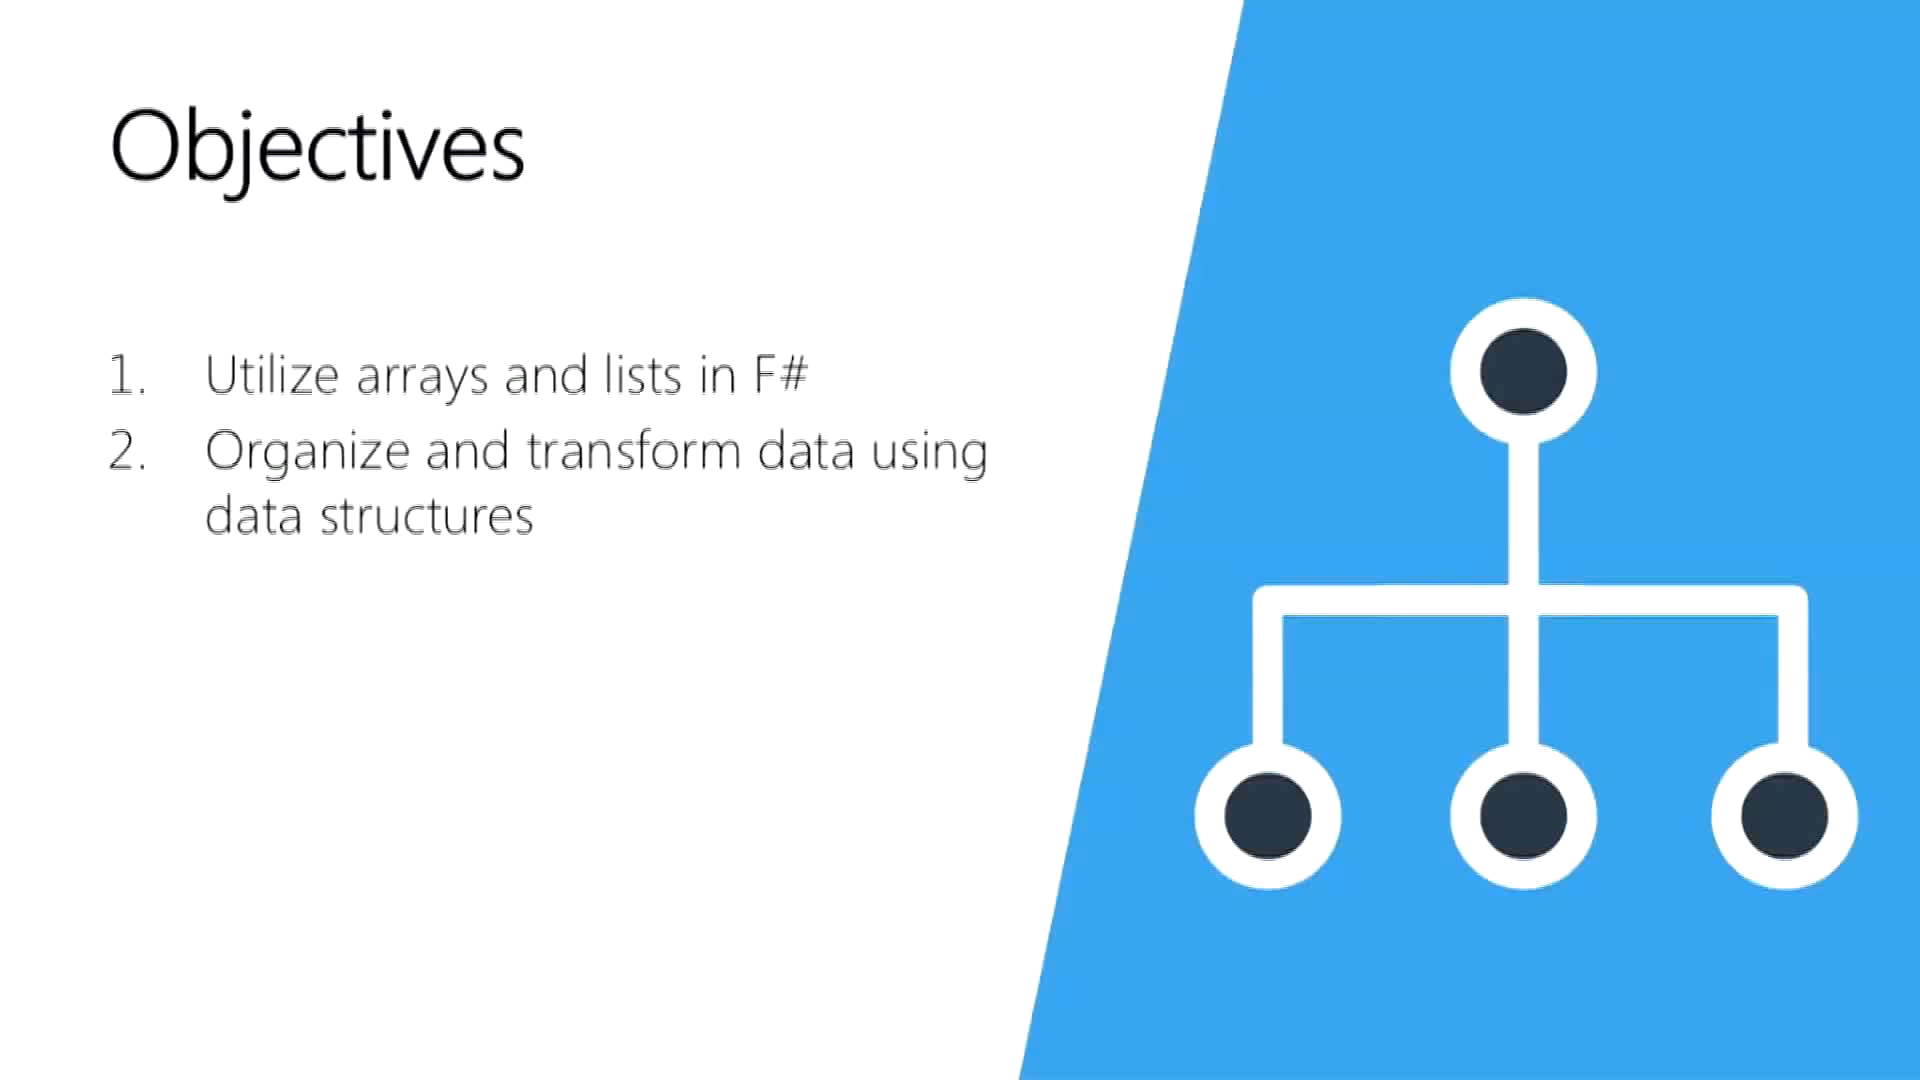 Objectives
1. Utilize arrays and lists in F#
2. Organize and transform data using
data structures